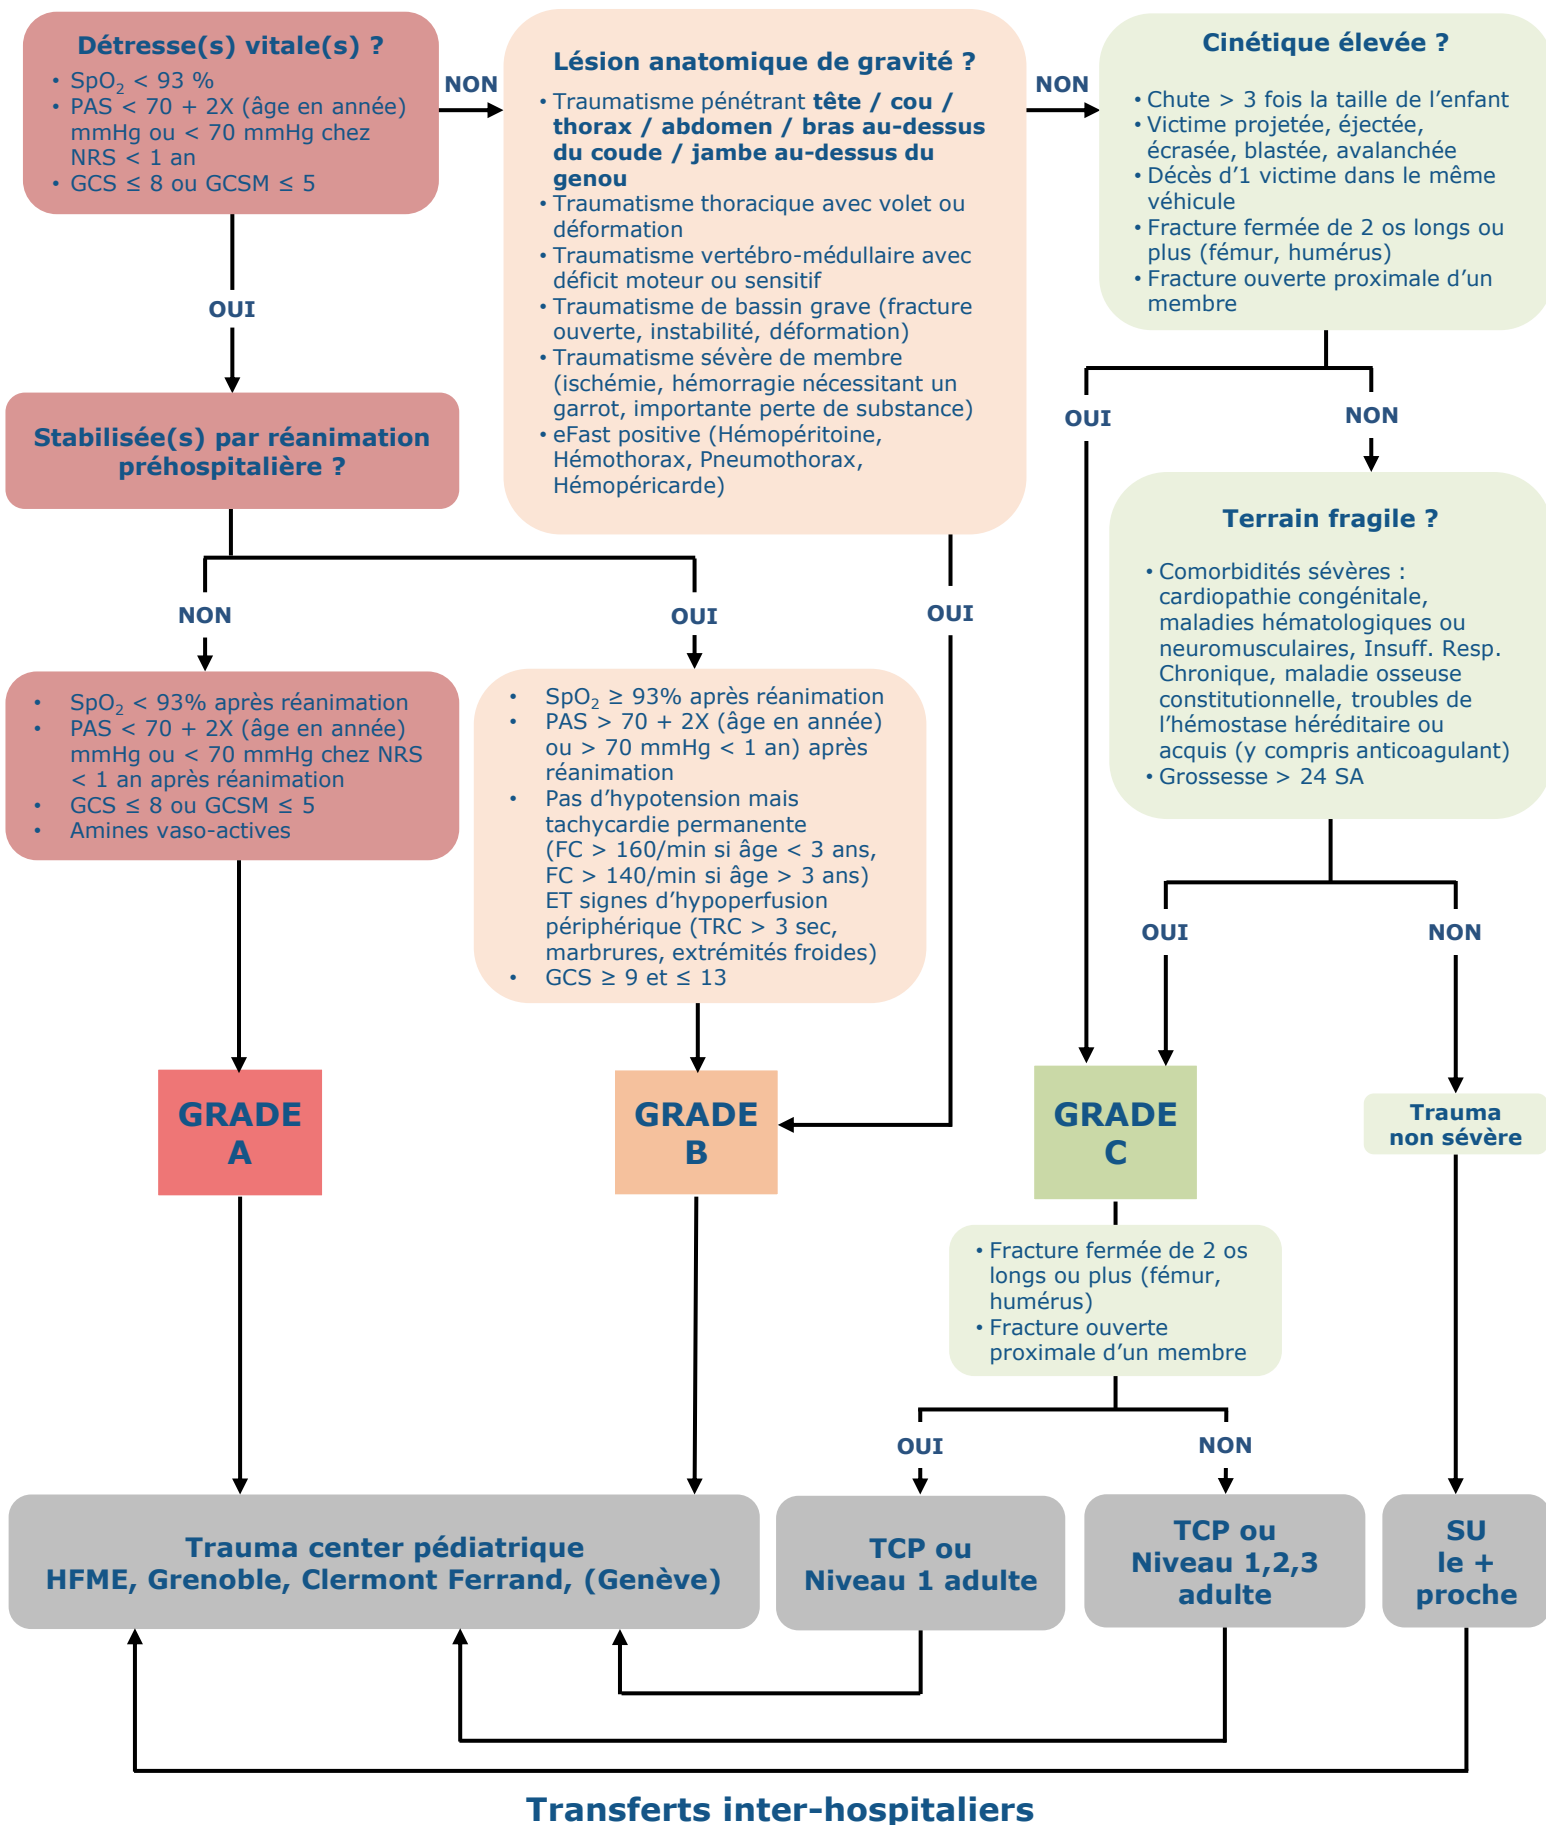 Détresse(s) vitale(s) ?
• SpO₂ < 93 %
• PAS < 70 + 2X (âge en année)
mmHg ou < 70 mmHg chez
NRS < 1 an
• GCS ≤ 8 ou GCSM ≤ 5
NON
Lésion anatomique de gravité ?
• Traumatisme pénétrant tête / cou /
thorax / abdomen / bras au-dessus
du coude / jambe au-dessus du
genou
• Traumatisme thoracique avec volet ou
déformation
• Traumatisme vertébro-médullaire avec
déficit moteur ou sensitif
• Traumatisme de bassin grave (fracture
ouverte, instabilité, déformation)
• Traumatisme sévère de membre
(ischémie, hémorragie nécessitant un
garrot, importante perte de substance)
• eFast positive (Hémopéritoine,
Hémothorax, Pneumothorax,
Hémopéricarde)
NON
Cinétique élevée ?
• Chute > 3 fois la taille de l'enfant
• Victime projetée, éjectée,
écrasée, blastée, avalanchée
• Décès d'1 victime dans le même
véhicule
• Fracture fermée de 2 os longs ou
plus (fémur, humérus)
• Fracture ouverte proximale d'un
membre
OUI
Stabilisée(s) par réanimation
préhospitalière ?
OUI
NON
Terrain fragile ?
• Comorbidités sévères :
cardiopathie congénitale,
maladies hématologiques ou
neuromusculaires, Insuff. Resp.
Chronique, maladie osseuse
constitutionnelle, troubles de
l'hémostase héréditaire ou
acquis (y compris anticoagulant)
• Grossesse > 24 SA
NON
OUI
OUI
• SpO₂ < 93% après réanimation
• PAS < 70 + 2X (âge en année)
mmHg ou < 70 mmHg chez NRS
< 1 an après réanimation
• GCS ≤ 8 ou GCSM ≤ 5
• Amines vaso-actives
• SpO₂ ≥ 93% après réanimation
• PAS > 70 + 2X (âge en année)
ou > 70 mmHg < 1 an) après
réanimation
• Pas d'hypotension mais
tachycardie permanente
(FC > 160/min si âge < 3 ans,
FC > 140/min si âge > 3 ans)
ET signes d'hypoperfusion
périphérique (TRC > 3 sec,
marbrures, extrémités froides)
• GCS ≥ 9 et ≤ 13
OUI
NON
GRADE
A
GRADE
B
GRADE
C
Trauma
non sévère
• Fracture fermée de 2 os
longs ou plus (fémur,
humérus)
• Fracture ouverte
proximale d'un membre
OUI
NON
Trauma center pédiatrique
HFME, Grenoble, Clermont Ferrand, (Genève)
TCP ou
Niveau 1 adulte
TCP ou
Niveau 1,2,3
adulte
SU
le +
proche
Transferts inter-hospitaliers